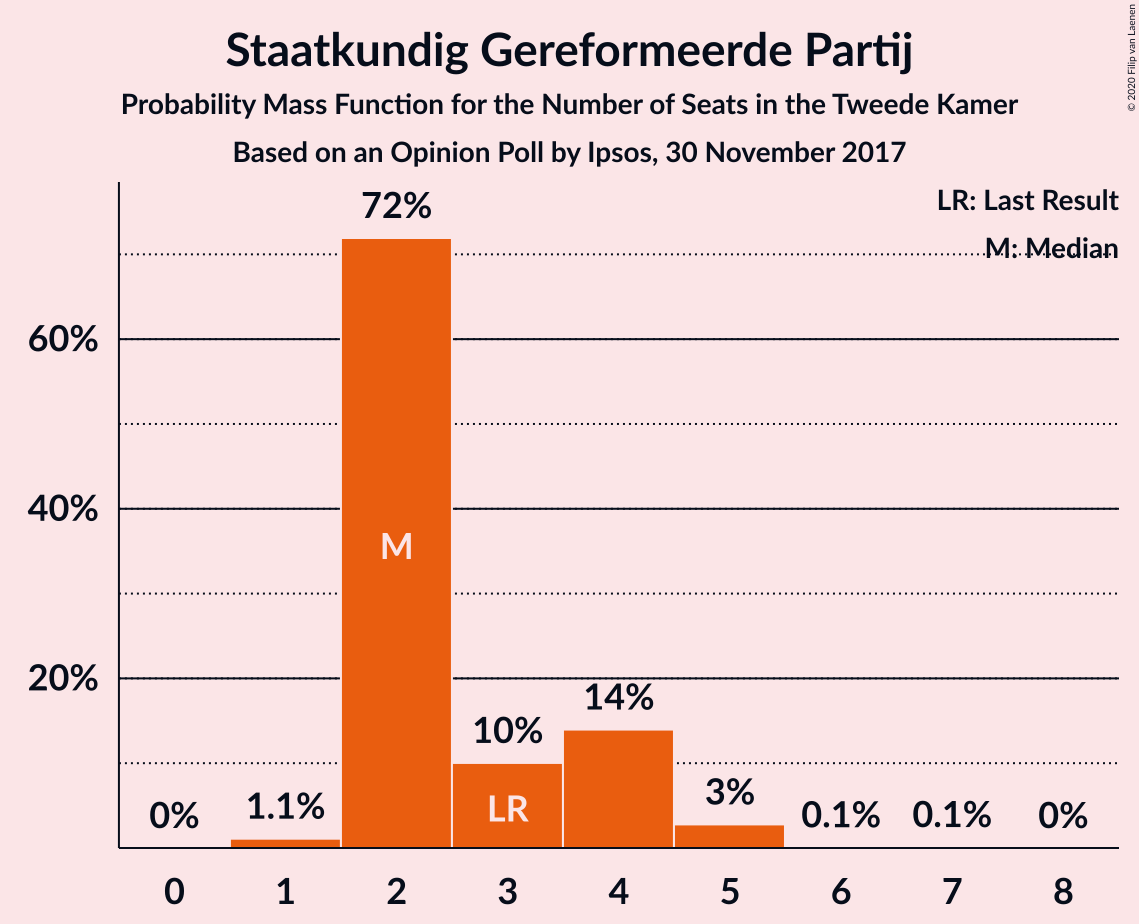 Staatkundig Gereformeerde Partij
Probability Mass Function for the Number of Seats in the Tweede Kamer
Based on an Opinion Poll by Ipsos, 30 November 2017
© 2020 Filip van Laenen
LR: Last Result
M: Median
72%
60%
40%
M
20%
14%
10%
3%
1.1%
LR
0%
0.1%
0.1%
0%
0 1 2 3 4 5 6 7 8